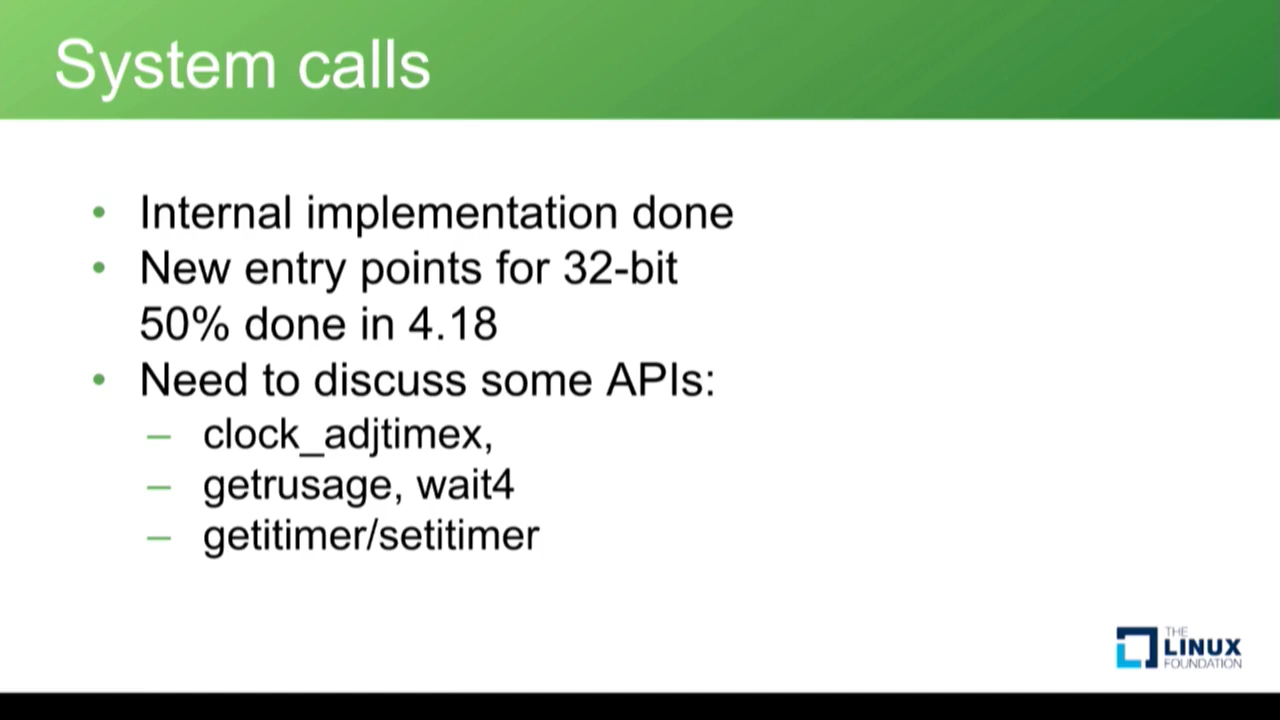 System calls
• Internal implementation done
• New entry points for 32-bit
50% done in 4.18
• Need to discuss some APIs:
– clock_adjtimex,
– getrusage, wait4
– getitimer/setitimer
THE
LINUX
FOUNDATION